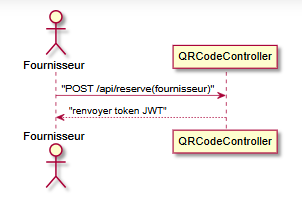 Fournisseur
QRCodeController
"POST /api/reserve(fournisseur)"
"renvoyer token JWT"
Fournisseur
QRCodeController